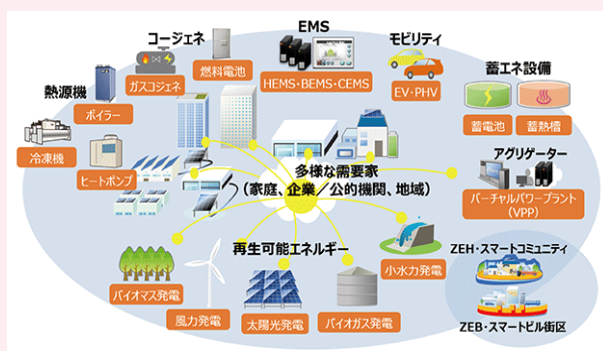 コージェネ
EMS
モビリティ
蓄エネ設備
熱源機
ボイラー
ガスコジェネ
燃料電池
HEMS・BEMS・CEMS
EV・PHV
蓄電池
蓄熱槽
冷凍機
ヒートポンプ
アグリゲーター
バーチャルパワープラント
（VPP）
多様な需要家
（家庭、企業／公的機関、地域）
再生可能エネルギー
バイオマス発電
風力発電
太陽光発電
バイオガス発電
小水力発電
ZEH・スマートコミュニティ
ZEB・スマートビル街区